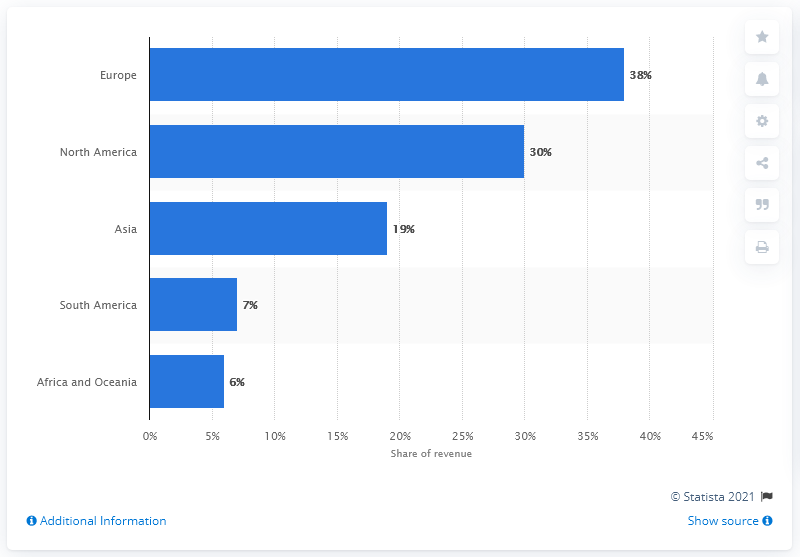 Europe
38%
North America
30%
Asia
19%
South America
7%
Africa and Oceania
6%
0% 5% 10% 15% 20% 25% 30% 35% 40% 45%
Share of revenue
© Statista 2021
Additional Information
Show source